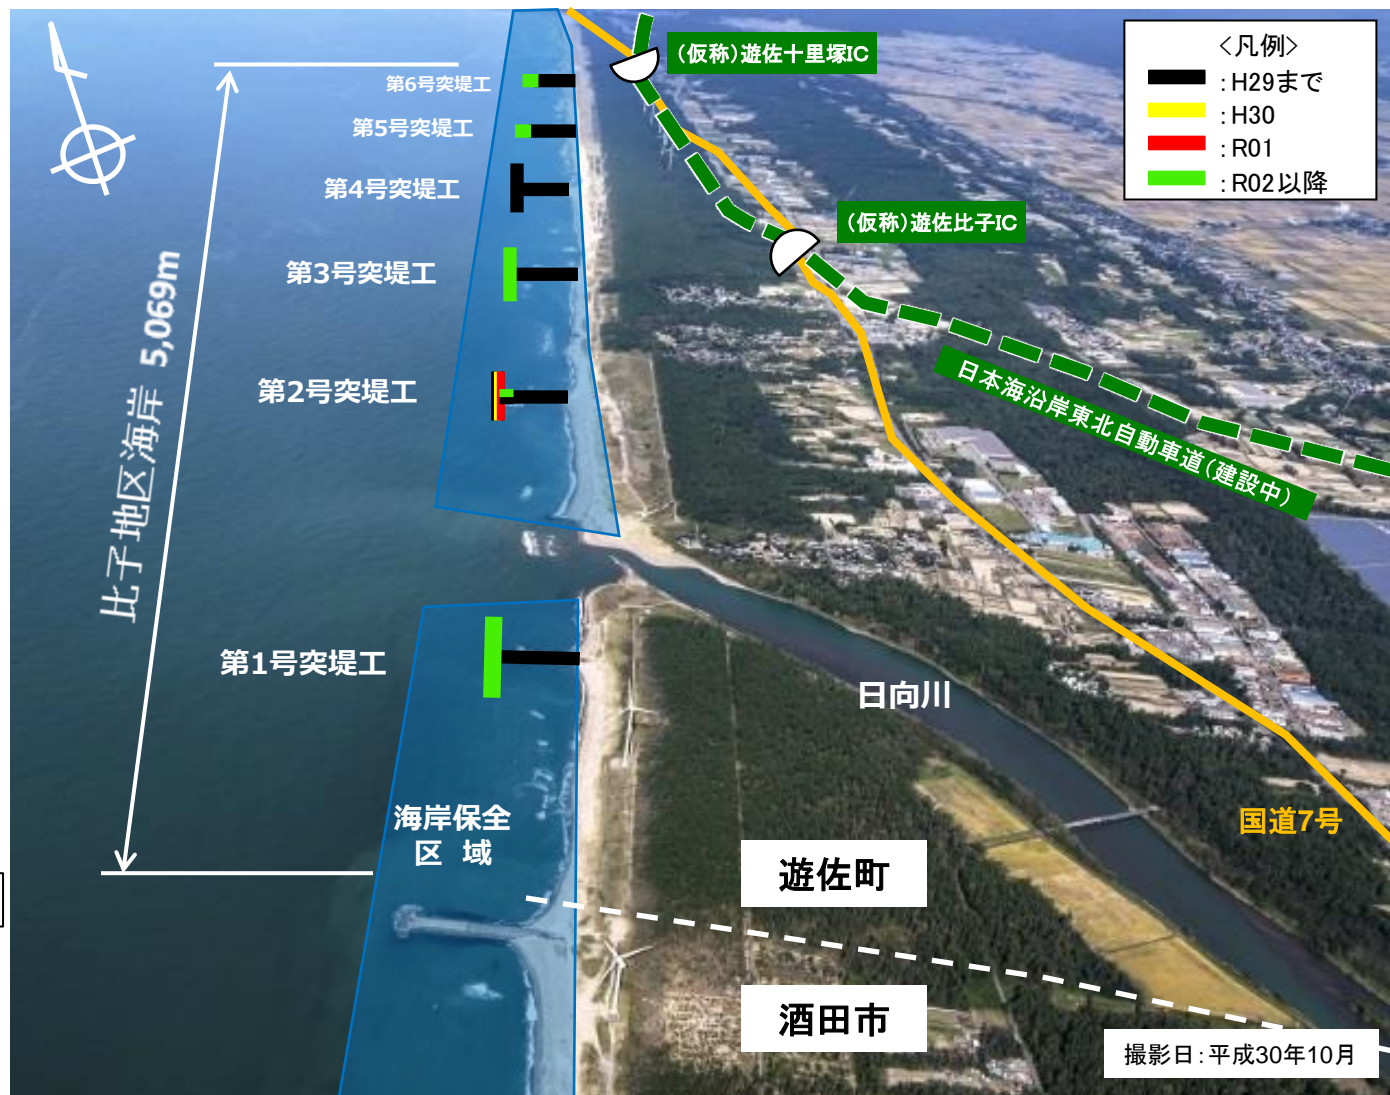 (仮称)遊佐十里塚IC
<凡例>
:H29まで
:H30
:R01
:R02以降
第6号突堤工
第5号突堤工
第4号突堤工
(仮称)遊佐比子IC
第3号突堤工
比子地区海岸 5,069m
第2号突堤工
日本海沿岸東北自動車道(建設中)
第1号突堤工
日向川
国道7号
海岸保全
区 域
遊佐町
酒田市
撮影日:平成30年10月